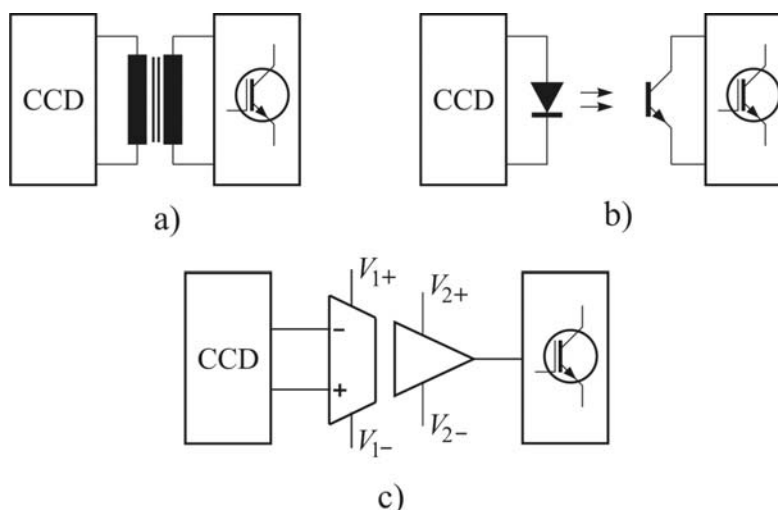 CCD
a)
CCD
b)
CCD
V1+
V2+
-
+
V1-
V2-
c)